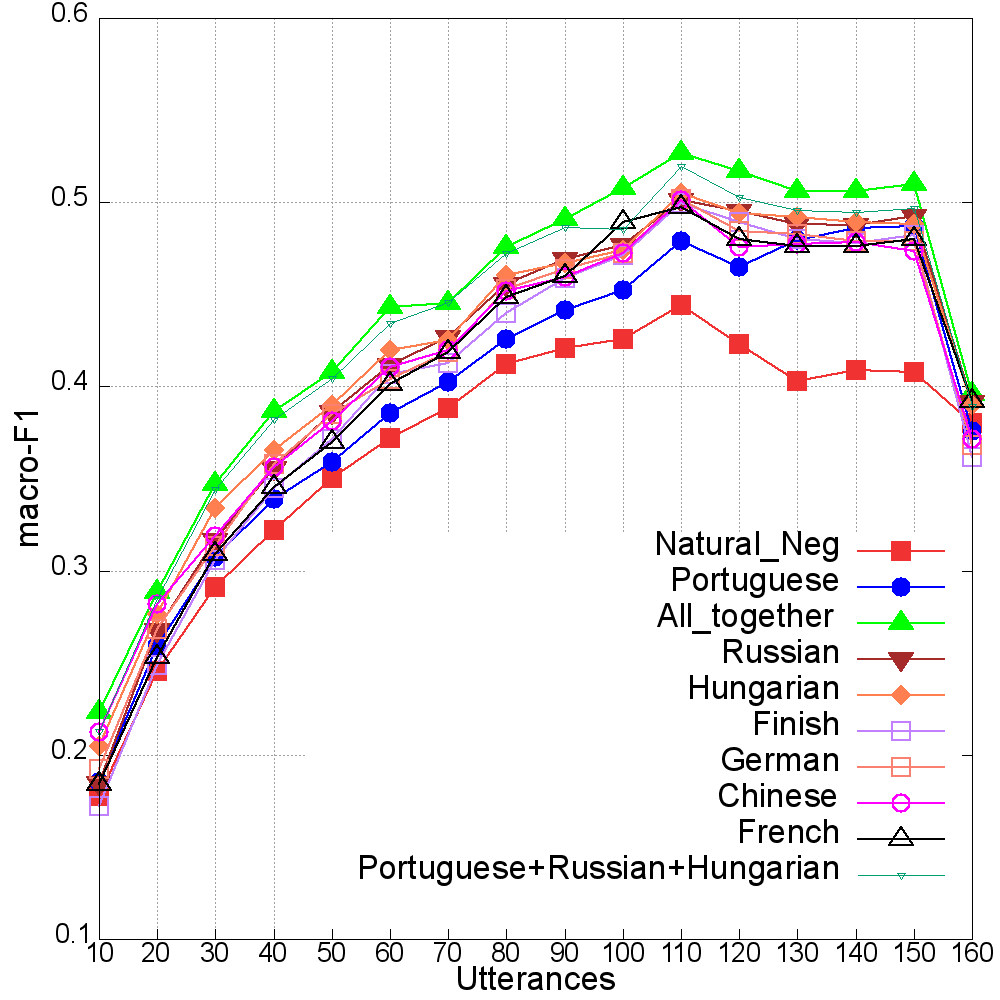 0.6
0.5
0.4
0.3
0.2
0.1
macro-F1
Natural_Neg
Portuguese
All_together
Russian
Hungarian
Finish
German
Chinese
French
Portuguese+Russian+Hungarian
10 20 30 40 50 60 70 80 90 100 110 120 130 140 150 160
Utterances